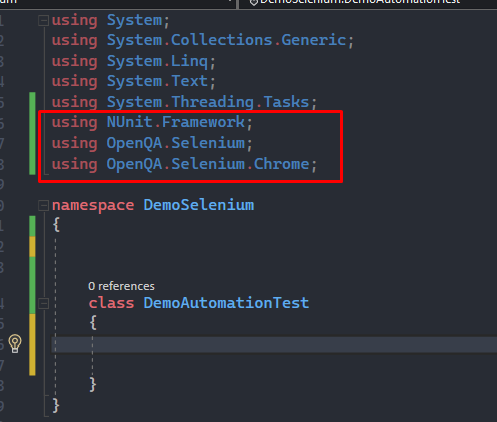 DemoSelenium.DemoAutomationTest
using System;
using System.Collections.Generic;
using System.Linq;
using System.Text;
using System.Threading.Tasks;
using NUnit.Framework;
using OpenQA.Selenium;
using OpenQA.Selenium.Chrome;
namespace DemoSelenium
{
0 references
class DemoAutomationTest
{
}
}